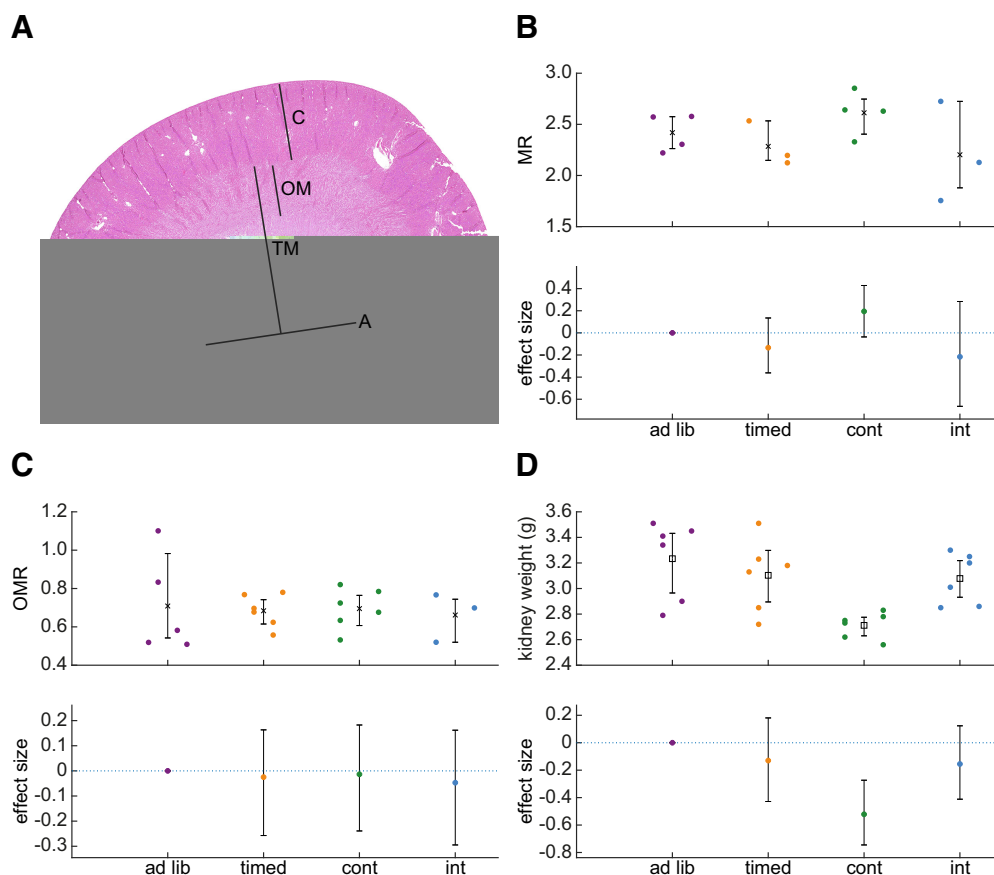 A
C
OM
TM
A
B
MR
3.0
2.5
2.0
1.5
effect size
0.4
0.2
0
-0.2
-0.4
-0.6
ad lib timed cont int
C
OMR
1.2
1.0
0.8
0.6
0.4
effect size
0.2
0.1
0
-0.1
-0.2
-0.3
ad lib timed cont int
D
kidney weight (g)
3.6
3.4
3.2
3.0
2.8
2.6
2.4
effect size
0.2
0
-0.2
-0.4
-0.6
-0.8
ad lib timed cont int